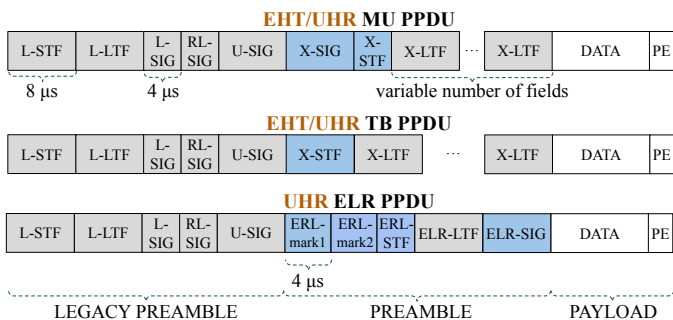 EHT/UHR MU PPDU
L-STF L-LTF L-SIG RL-SIG U-SIG X-SIG X-STF X-LTF ... X-LTF DATA PE
8 μs 4 μs variable number of fields
EHT/UHR TB PPDU
L-STF L-LTF L-SIG RL-SIG U-SIG X-STF X-LTF ... X-LTF DATA PE
UHR ELR PPDU
L-STF L-LTF L-SIG RL-SIG U-SIG ERL-mark1 ERL-mark2 ERL-STF ELR-LTF ELR-SIG DATA PE
4 μs
LEGACY PREAMBLE PREAMBLE PAYLOAD